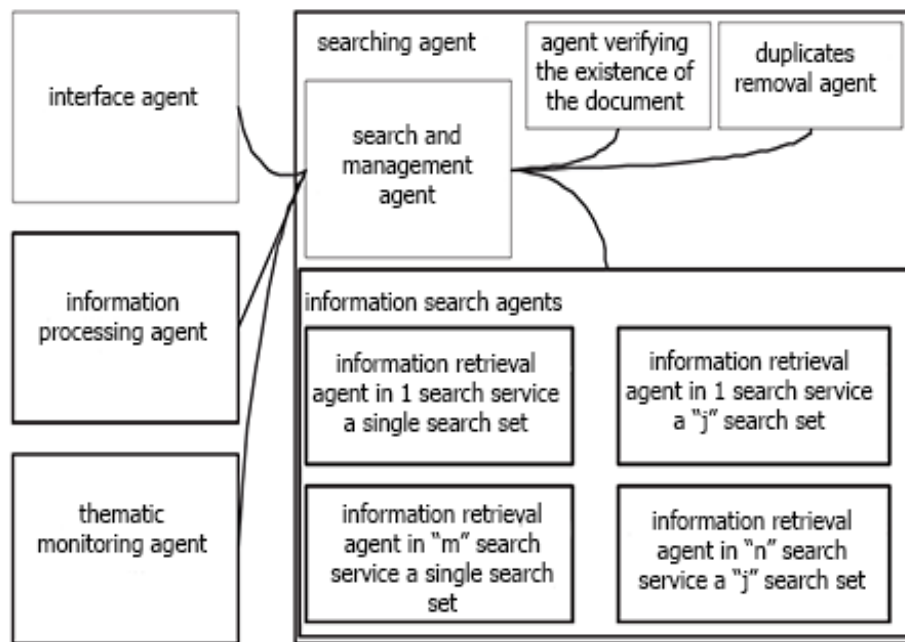 interface agent
information
processing agent
thematic
monitoring agent
searching agent
search and
management
agent
agent verifying
the existence of
the document
duplicates
removal agent
information search agents
information retrieval
agent in 1 search service
a single search set
information retrieval
agent in 1 search service
a “j” search set
information retrieval
agent in “m” search
service a single search
set
information retrieval
agent in “n” search
service a “j” search set